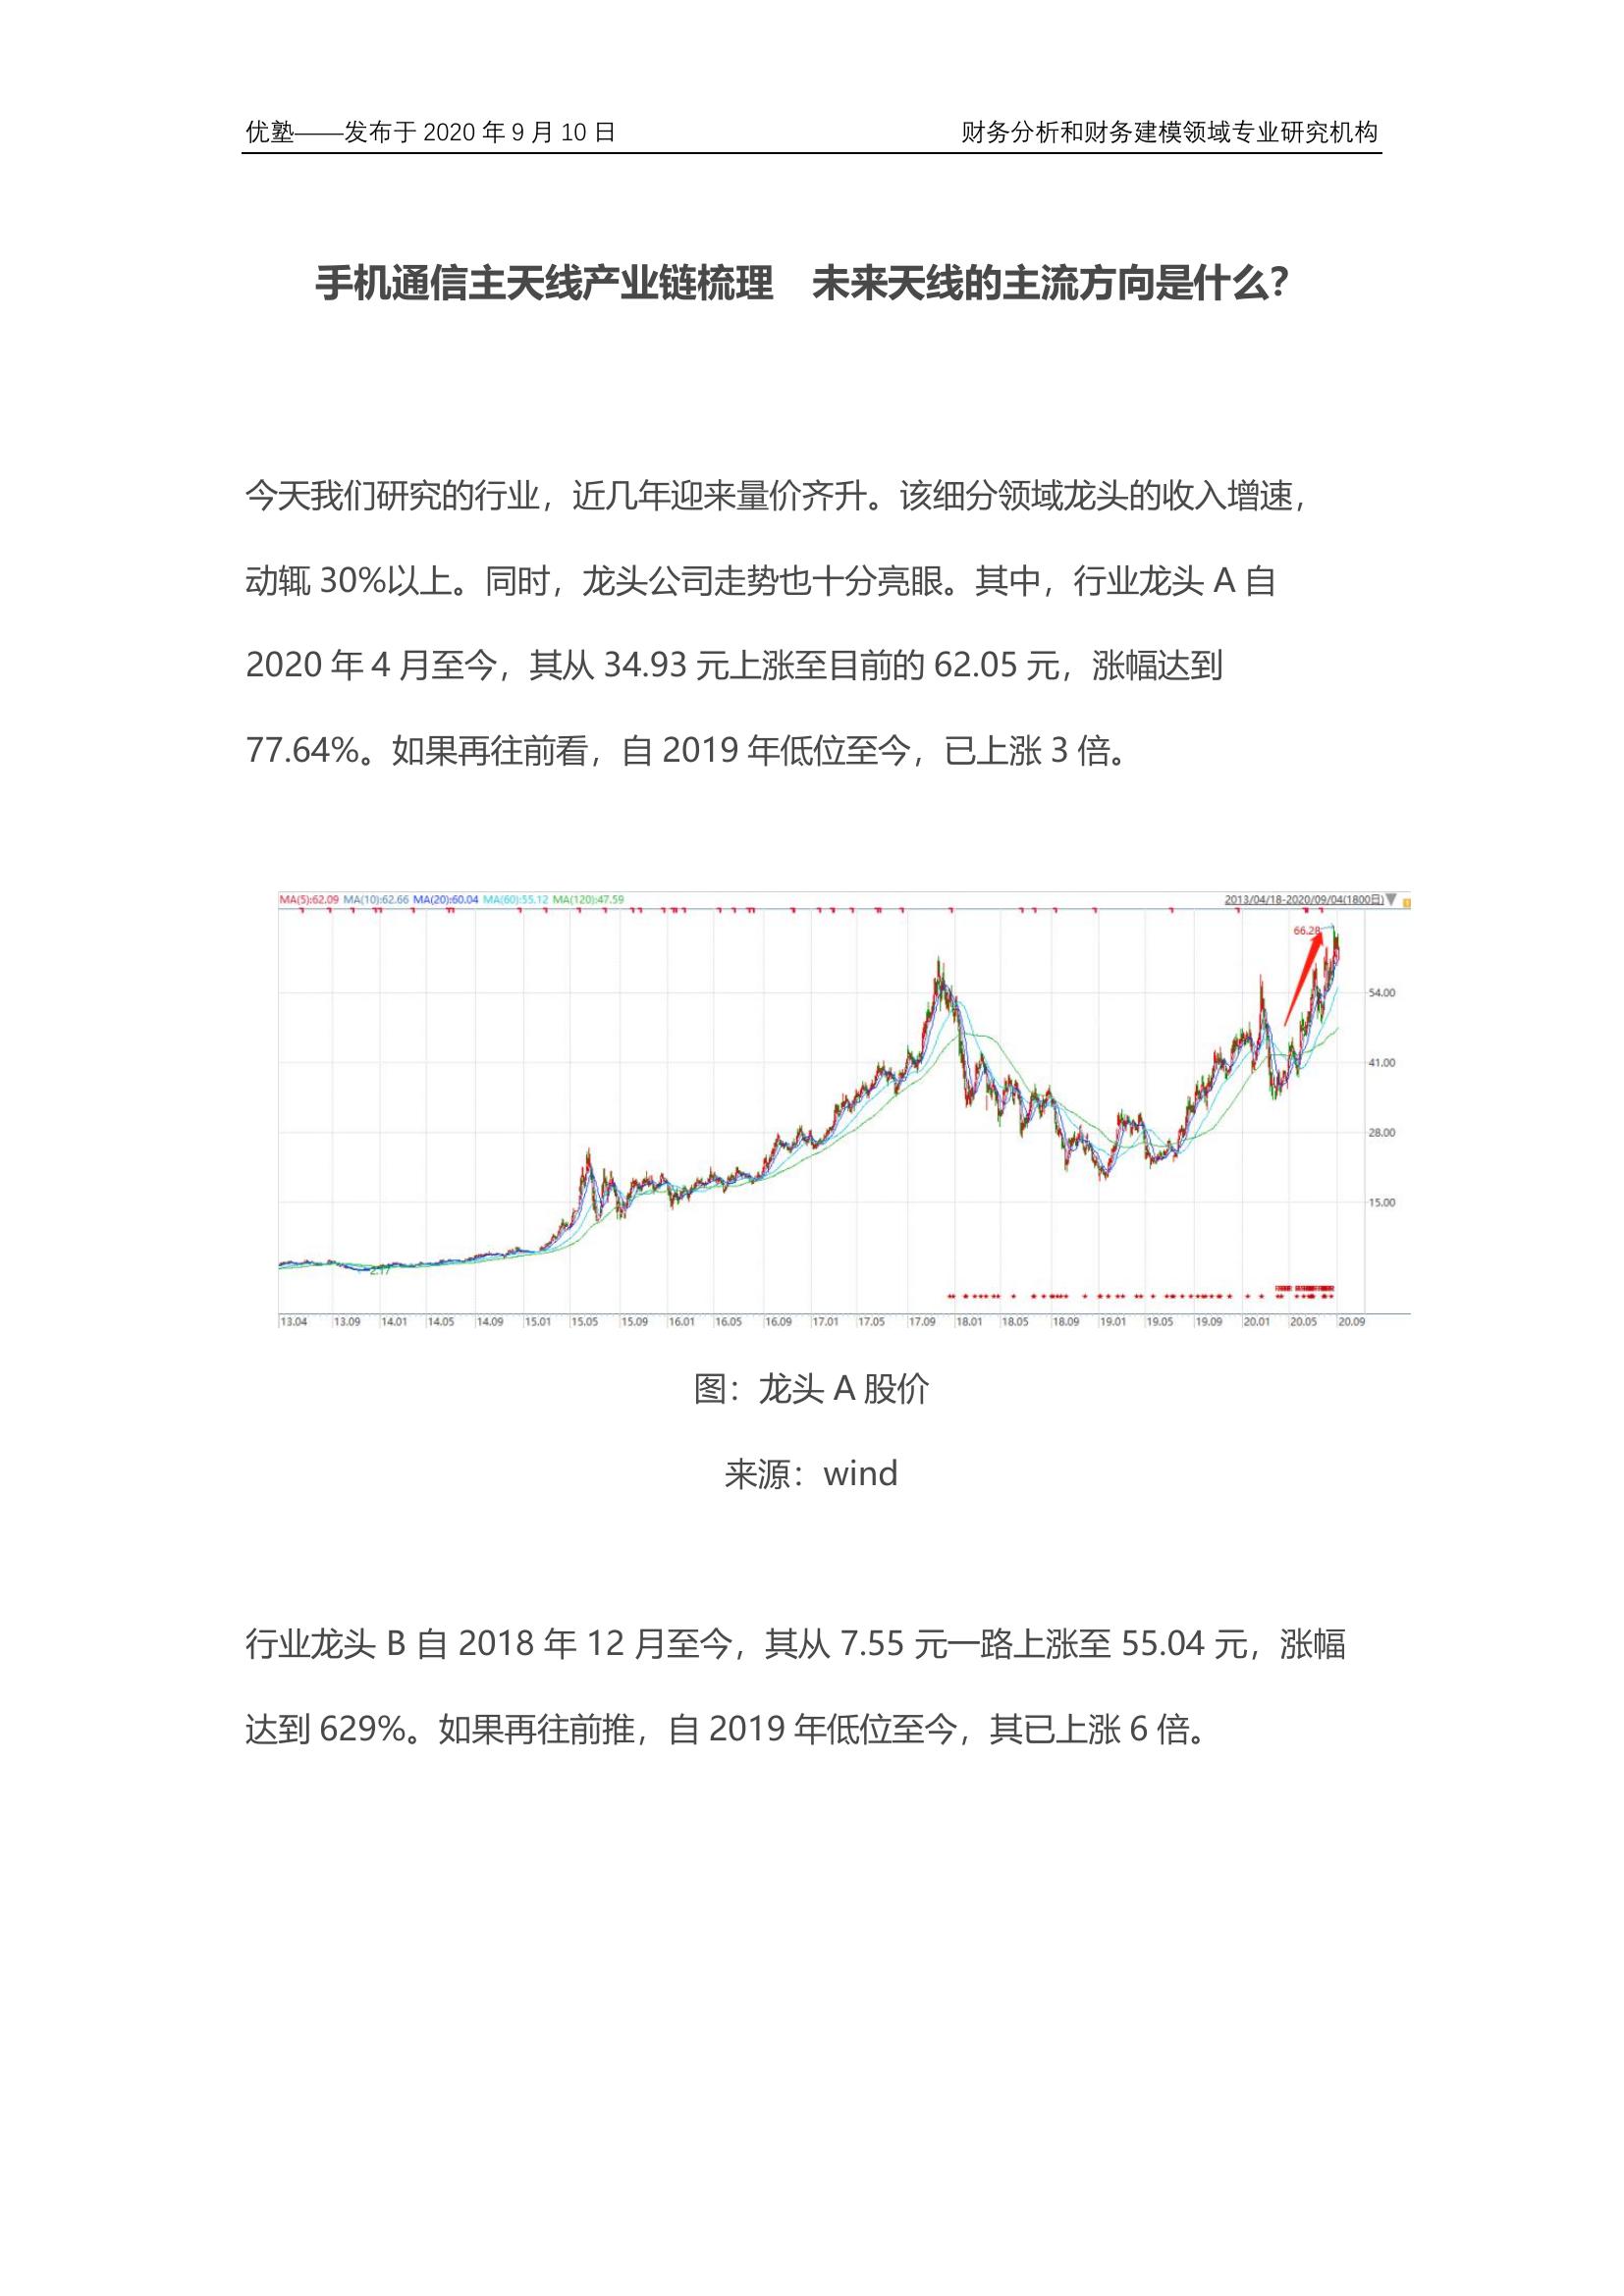 优塾——发布于 2020 年 9 月 10 日 财务分析和财务建模领域专业研究机构
手机通信主天线产业链梳理 未来天线的主流方向是什么？
今天我们研究的行业，近几年迎来量价齐升。该细分领域龙头的收入增速，
动辄 30%以上。同时，龙头公司走势也十分亮眼。其中，行业龙头 A 自
2020 年 4 月至今，其从 34.93 元上涨至目前的 62.05 元，涨幅达到
77.64%。如果再往前看，自 2019 年低位至今，已上涨 3 倍。
MA(5):62.09 MA(10):62.66 MA(20):60.04 MA(60):55.12 MA(120):47.59 2013/04/18-2020/09/04(1800日)
66.28
54.00
41.00
28.00
15.00
2.17
13.04 13.09 14.01 14.05 14.09 15.01 15.05 15.09 16.01 16.05 16.09 17.01 17.05 17.09 18.01 18.05 18.09 19.01 19.05 19.09 20.01 20.05 20.09
图：龙头 A 股价
来源：wind
行业龙头 B 自 2018 年 12 月至今，其从 7.55 元一路上涨至 55.04 元，涨幅
达到 629%。如果再往前推，自 2019 年低位至今，其已上涨 6 倍。